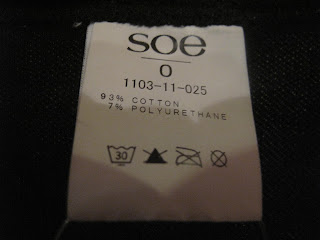 soe
0
1103-11-025
93% COTTON
7% POLYURETHANE
30